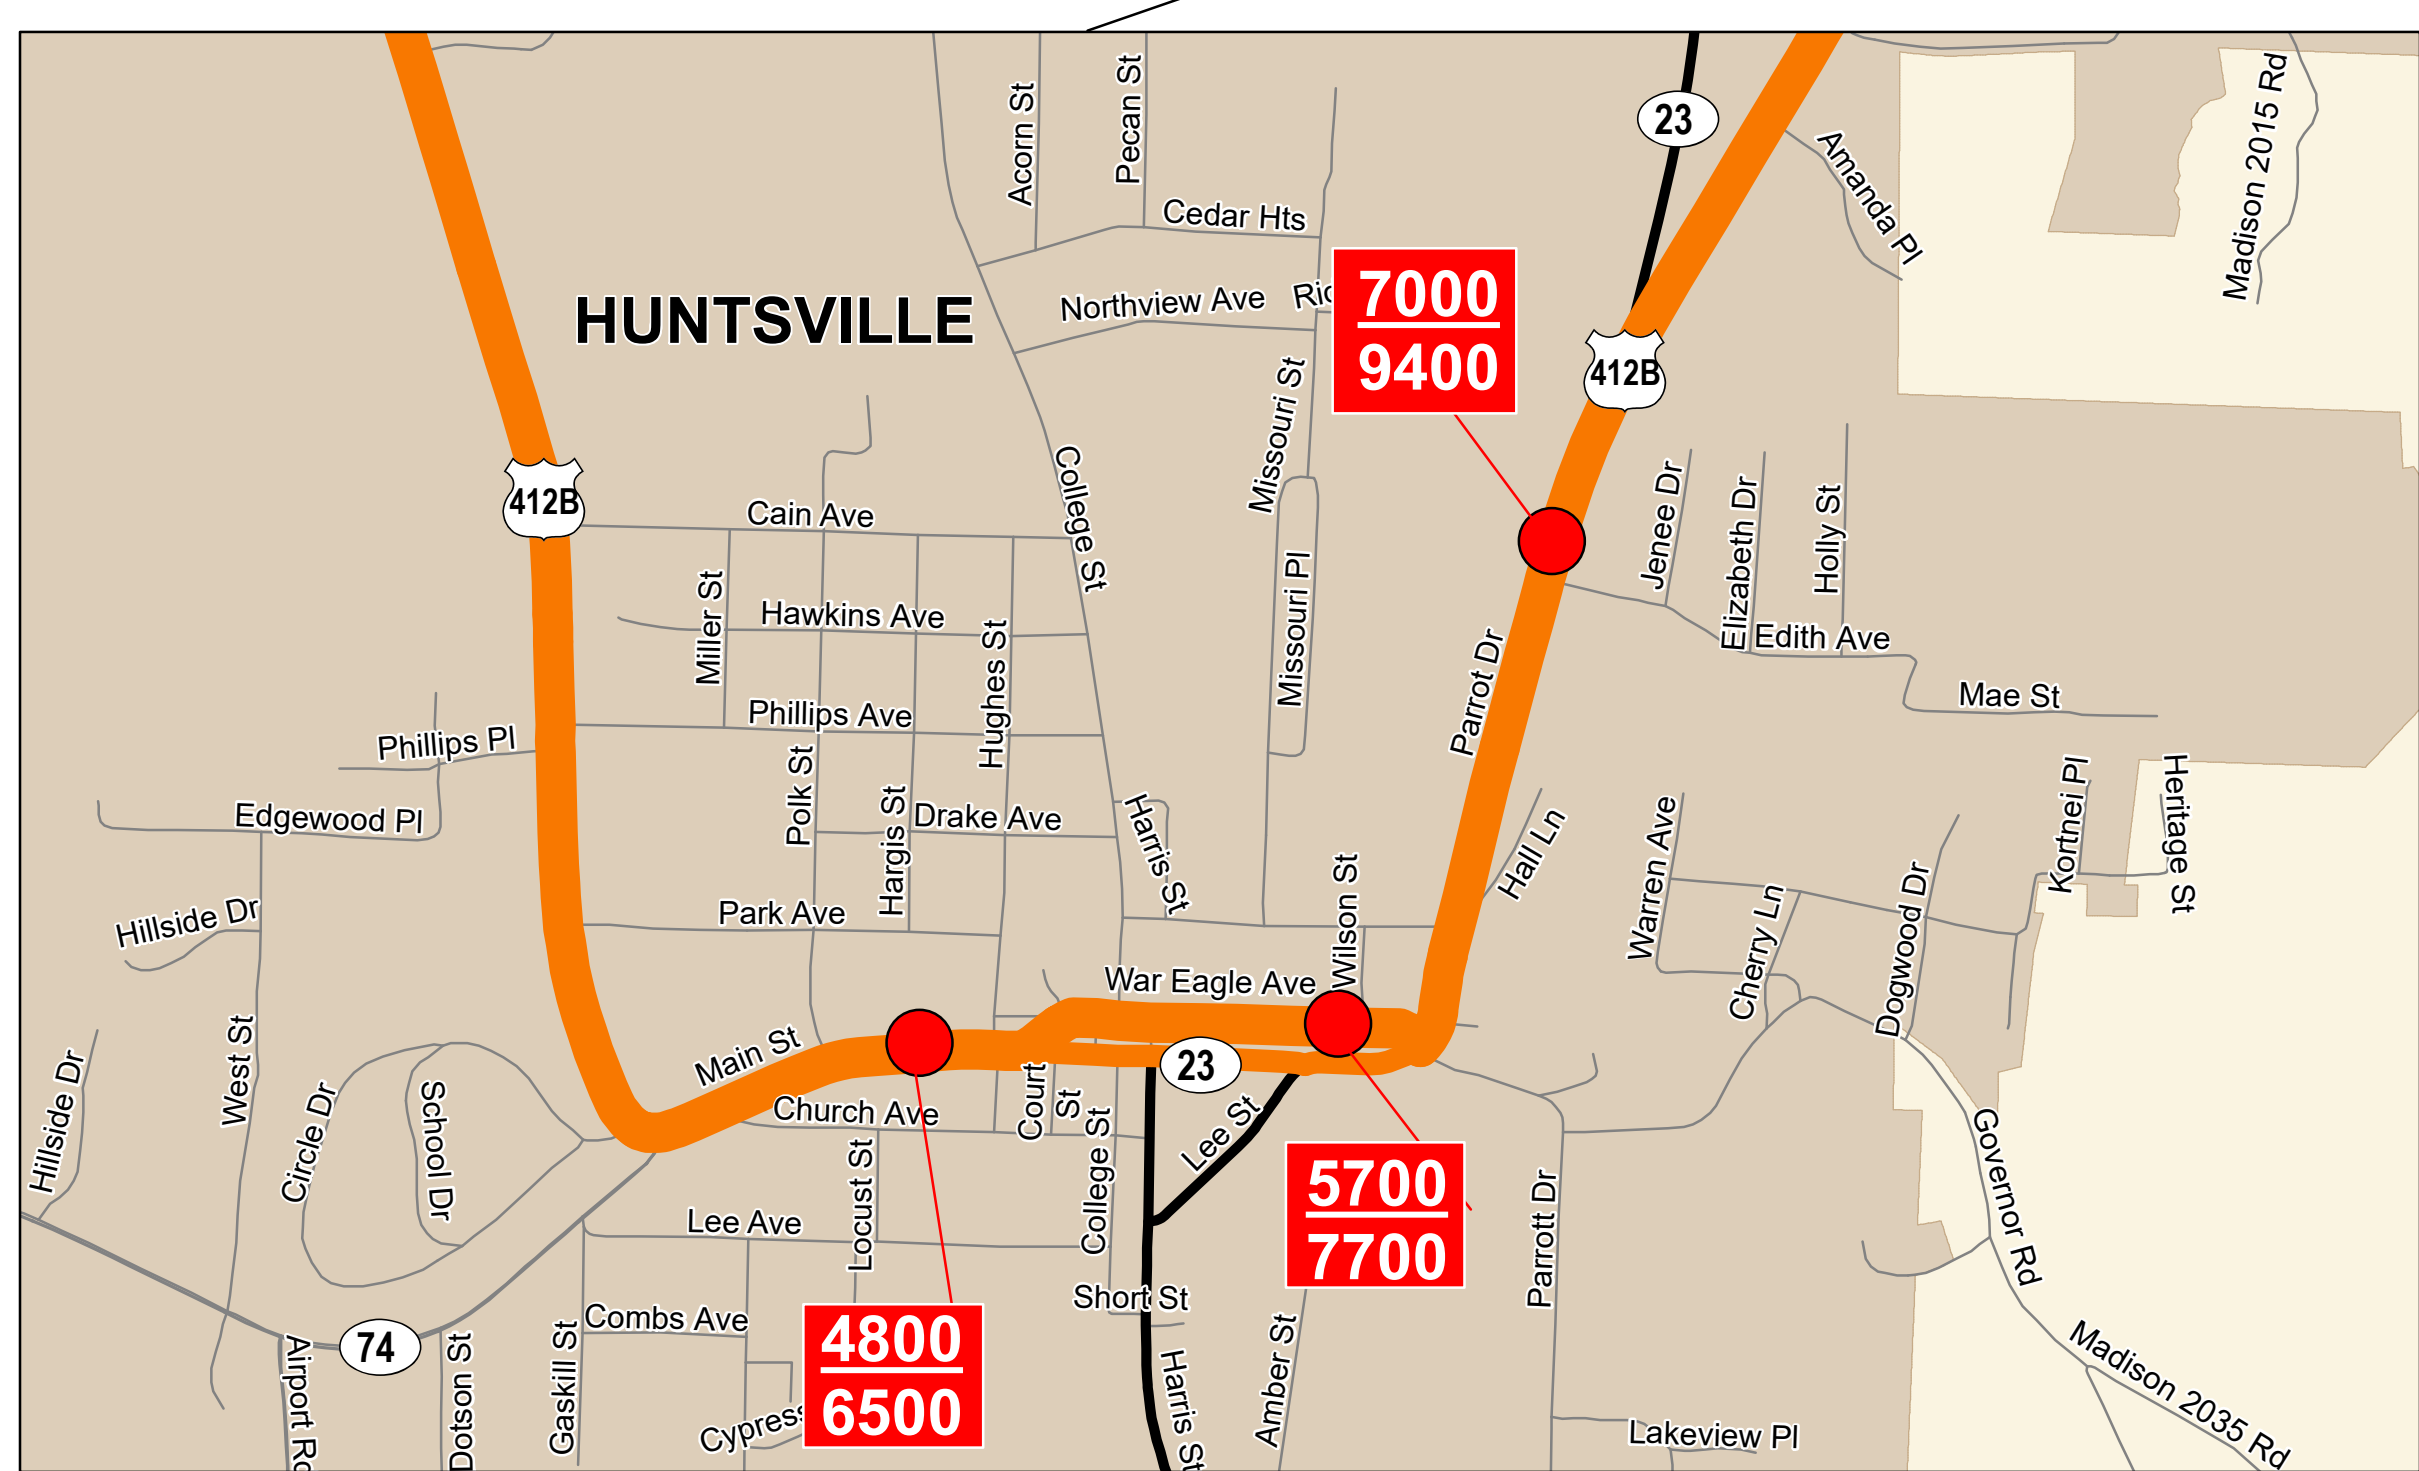 Acorn St
Pecan St
23
Madison 2015 Rd
Amanda Pl
Cedar Hts
Northview Ave
HUNTSVILLE
7000
9400
412B
Missouri St
College St
412B
Cain Ave
Jenee Dr
Elizabeth Dr
Holly St
Miller St
Hawkins Ave
Missouri Pl
Edith Ave
Hughes St
Parrot Dr
Mae St
Phillips Ave
Phillips Pl
Polk St
Kortnei Pl
Heritage St
Edgewood Pl
Hargis St
Drake Ave
Harris St
Hall Ln
Warren Ave
Wilson St
Hillside Dr
Park Ave
Cherry Ln
Dogwood Dr
War Eagle Ave
West St
Main St
23
Hillside Dr
Circle Dr
School Dr
Church Ave
Court
St
Lee St
Governor Rd
Locust St
College St
5700
7700
Parrott Dr
Lee Ave
Short St
Combs Ave
4800
6500
74
Airport Rd
Dotson St
Gaskill St
Cypress
Harris St
Amber St
Lakeview Pl
Madison 2035 Rd